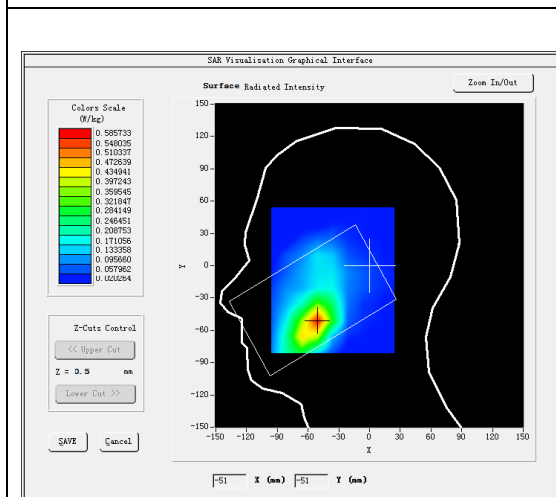 SAR Visualisation Graphical Interface
Surface Radiated Intensity
Zoom In/Out
Colors Scale
(W/kg)
0.585733
0.548035
0.510337
0.472639
0.434941
0.397243
0.359545
0.321847
0.284149
0.246451
0.208753
0.171056
0.133358
0.095660
0.057962
0.020264
150
120
90
60
30
0
-30
-60
-90
-120
-150
Y
-150 -120 -90 -60 -30 0 30 60 90 120 150
X
Z-Cuts Control
<< Upper Cut
Z = 0.5 mm
Lower Cut >>
SAVE Cancel
-51 X (mm) -51 Y (mm)